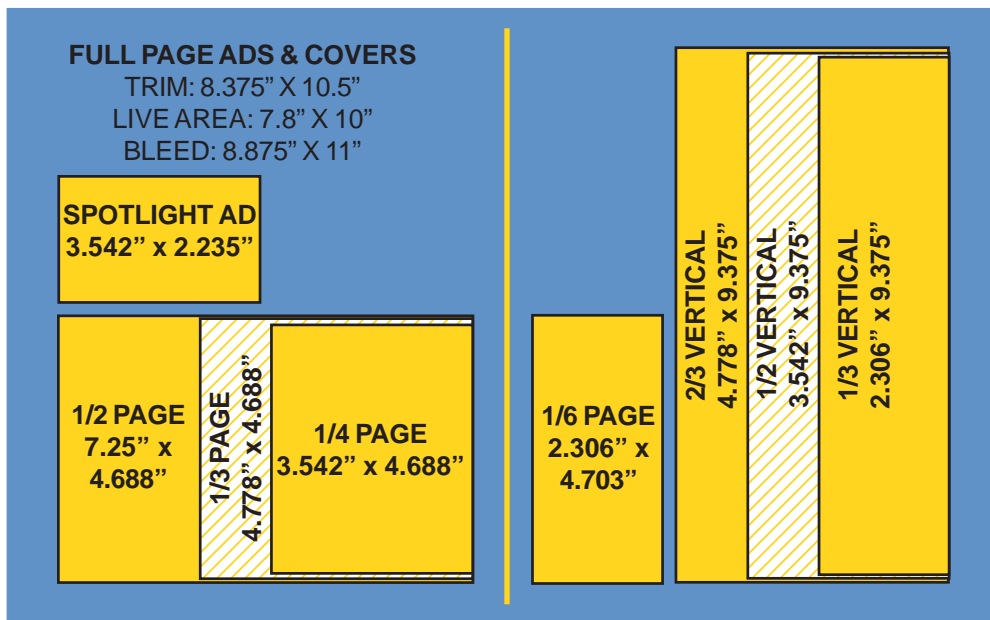 FULL PAGE ADS & COVERS
TRIM: 8.375” X 10.5”
LIVE AREA: 7.8” X 10”
BLEED: 8.875” X 11”
SPOTLIGHT AD
3.542” x 2.235”
1/2 PAGE
7.25” x
4.688”
1/3 PAGE
4.778” x 4.688”
1/4 PAGE
3.542” x 4.688”
1/6 PAGE
2.306” x
4.703”
2/3 VERTICAL
4.778” x 9.375”
1/2 VERTICAL
3.542” x 9.375”
1/3 VERTICAL
2.306” x 9.375”